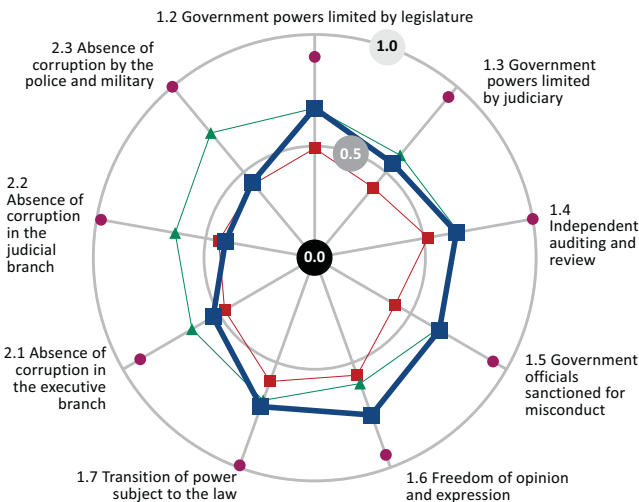 1.2 Government powers limited by legislature
1.0
1.3 Government
powers limited
by judiciary
0.5
1.4
Independent
auditing and
review
0.0
1.5 Government
officials
sanctioned for
misconduct
1.6 Freedom of opinion
and expression
1.7 Transition of power
subject to the law
2.1 Absence of
corruption in
the executive
branch
2.2
Absence of
corruption
in the
judicial
branch
2.3 Absence of
corruption by the
police and military